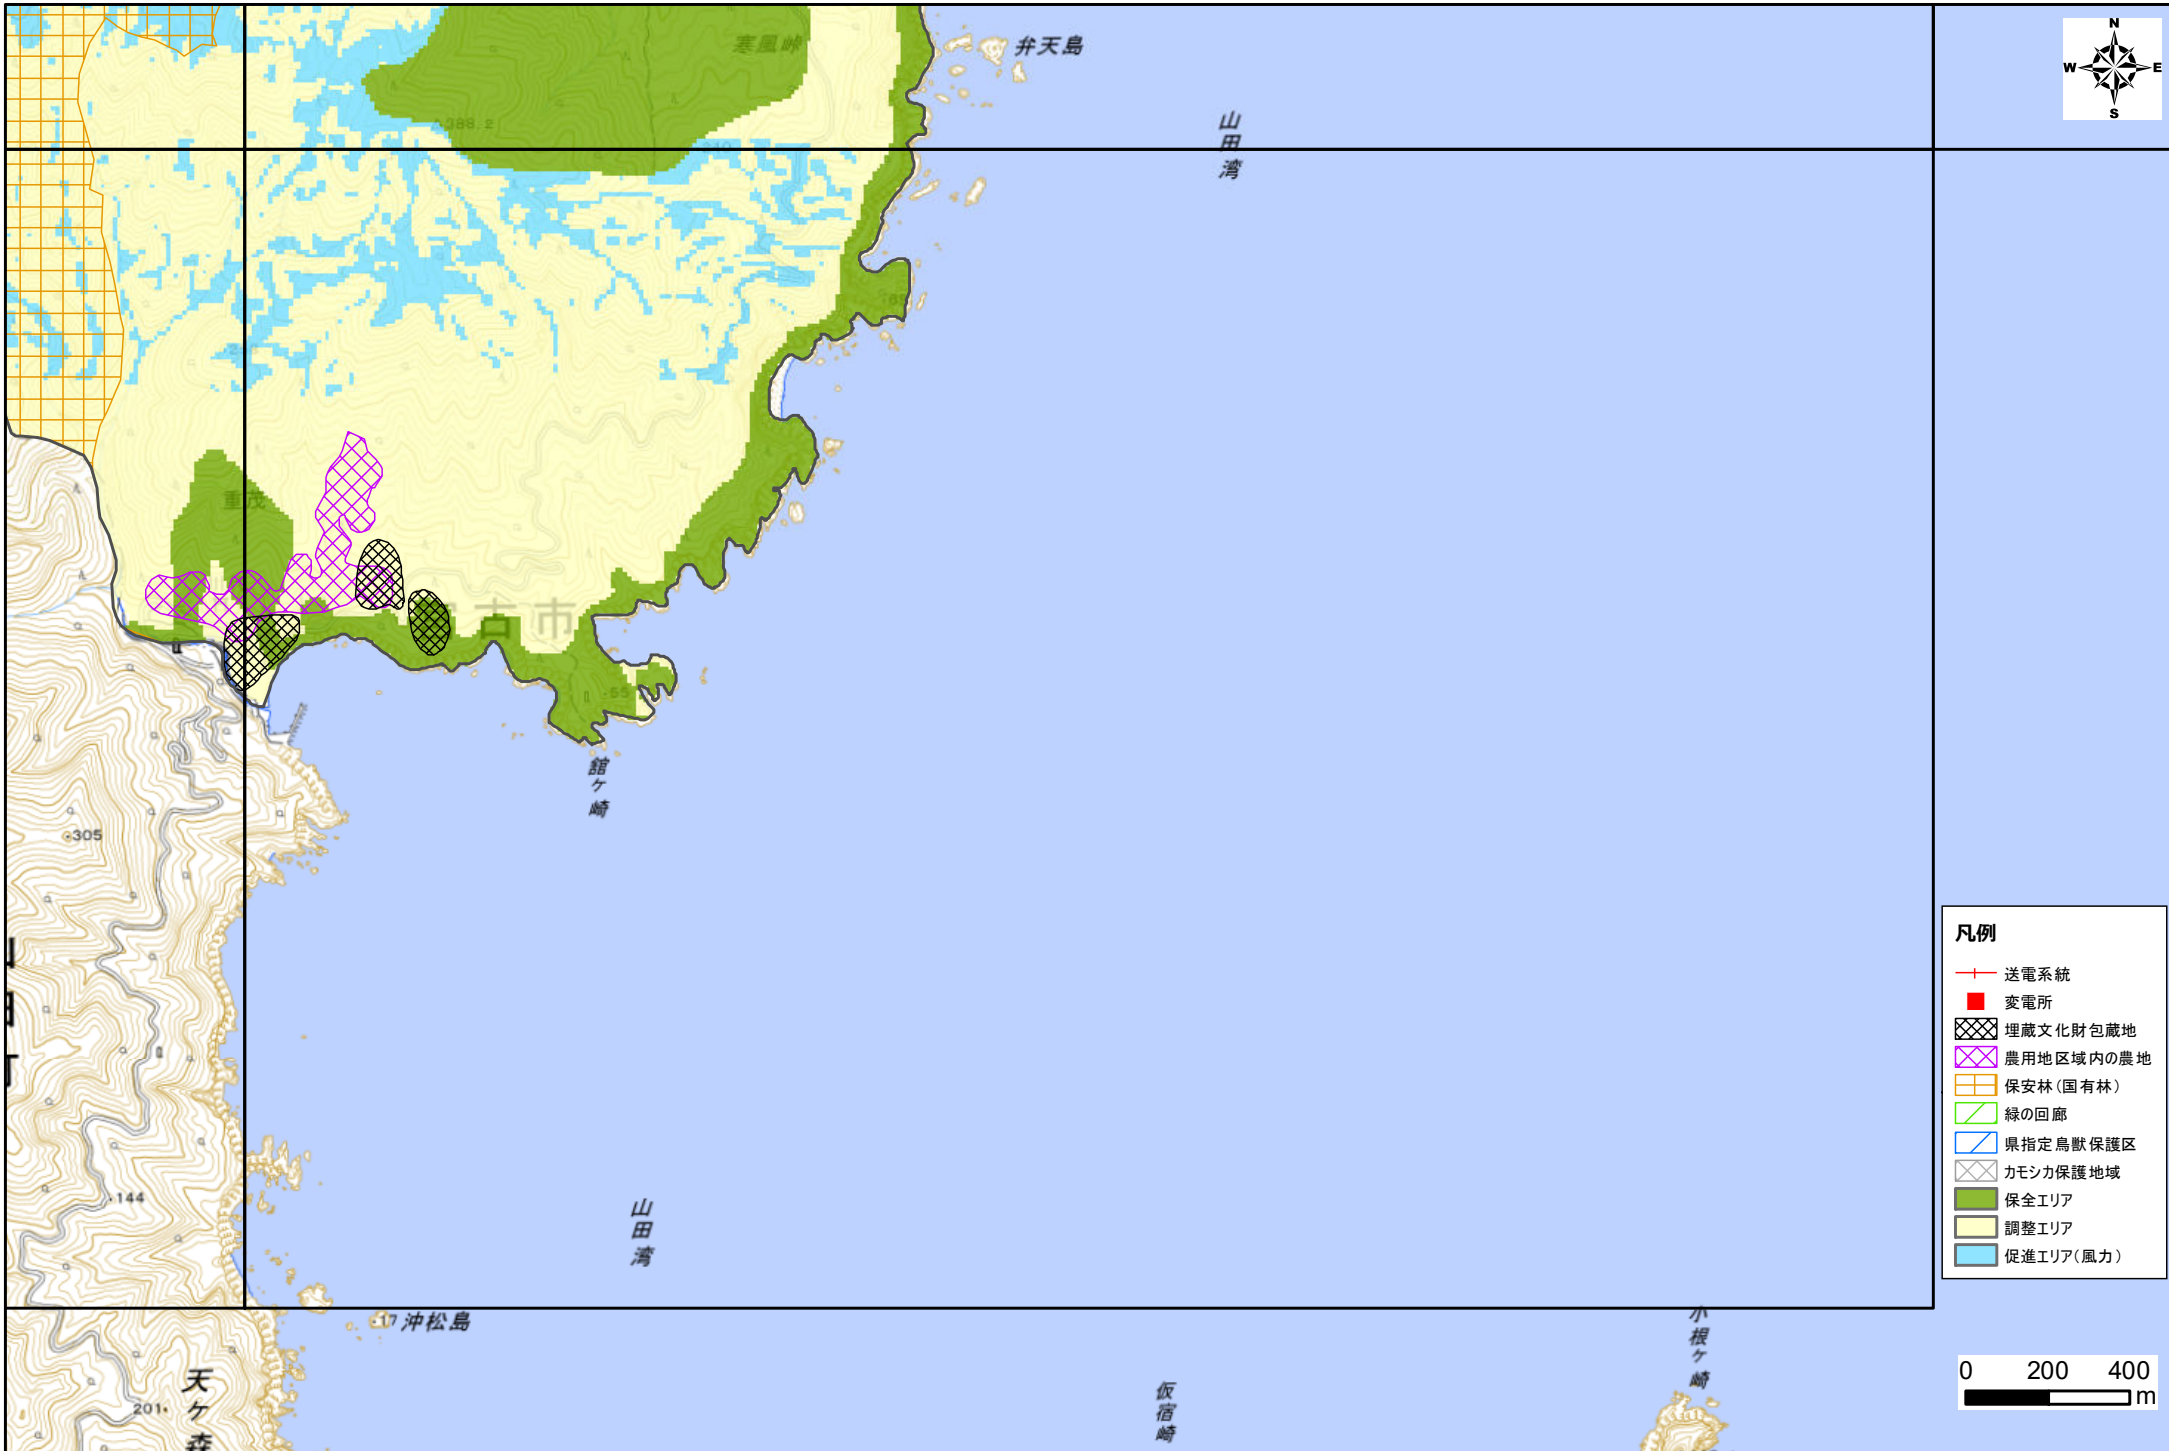 寒風峠
弁天島
N
W
E
S
388.2
山田湾
重茂
古市
55
舘ヶ崎
305
凡例
送電系統
変電所
埋蔵文化財包蔵地
農用地区域内の農地
保安林(国有林)
緑の回廊
県指定鳥獣保護区
カモシカ保護地域
保全エリア
調整エリア
促進エリア(風力)
144
山田湾
17 沖松島
小根ヶ崎
天ケ森
201
仮宿崎
0 200 400
m